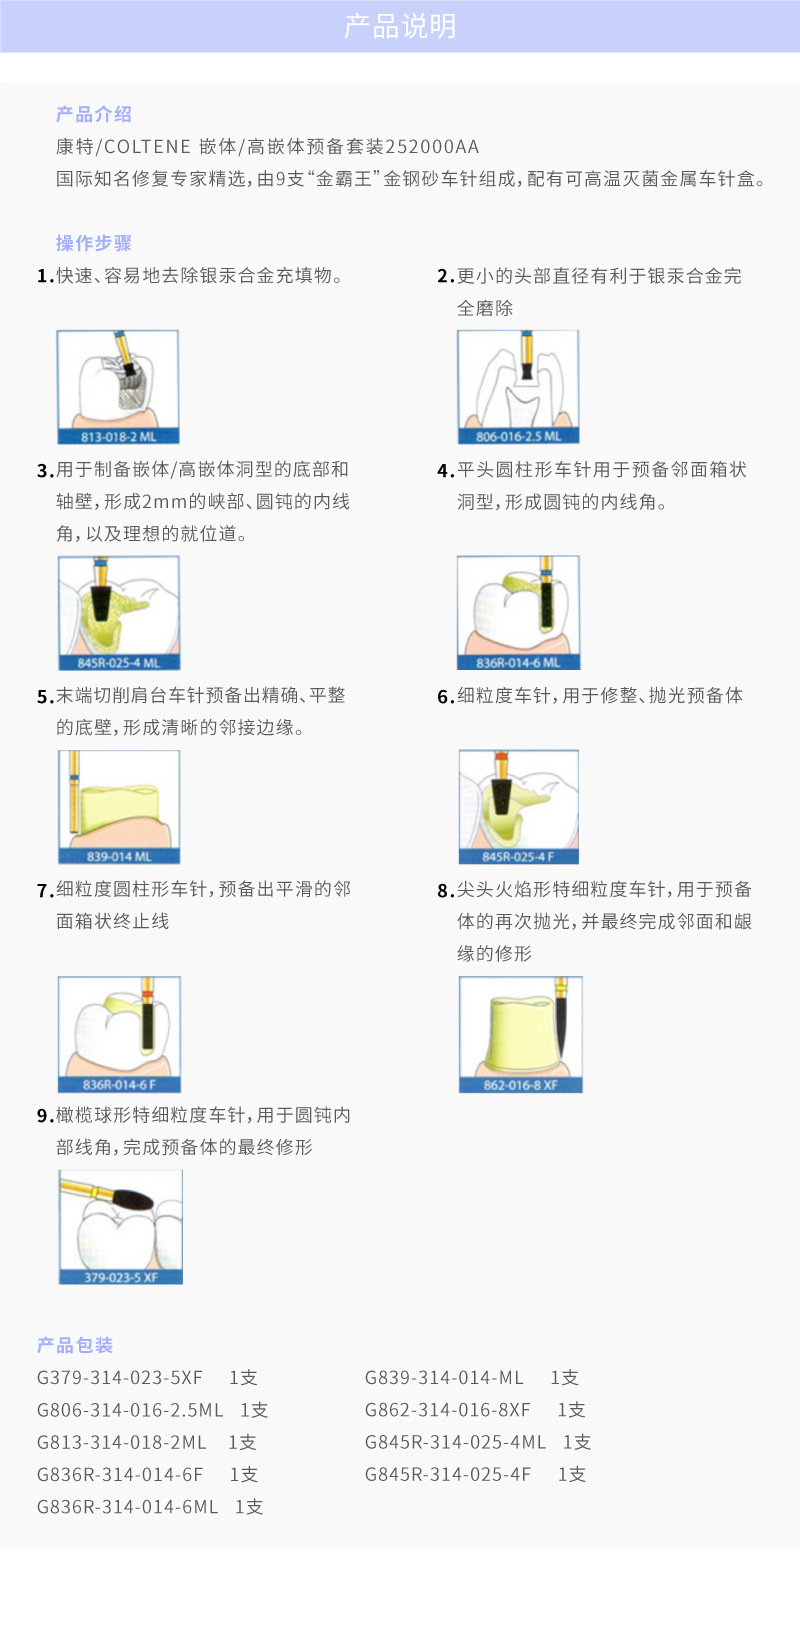 产品说明
产品介绍
康特/COLTENE 嵌体/高嵌体预备套装252000AA
国际知名修复专家精选，由9支“金霸王”金钢砂车针组成，配有可高温灭菌金属车针盒。
操作步骤
1.快速、容易地去除银汞合金充填物。
2.更小的头部直径有利于银汞合金完
全磨除
813-018-2 ML
806-016-2.5 ML
3.用于制备嵌体/高嵌体洞型的底部和
轴壁，形成2mm的峡部、圆钝的内线
角，以及理想的就位道。
4.平头圆柱形车针用于预备邻面箱状
洞型，形成圆钝的内线角。
845R-025-4 ML
836R-014-6 ML
5.末端切削肩台车针预备出精确、平整
的底壁，形成清晰的邻接边缘。
6.细粒度车针，用于修整、抛光预备体
839-014 ML
845R-025-4 F
7.细粒度圆柱形车针，预备出平滑的邻
面箱状终止线
8.尖头火焰形特细粒度车针，用于预备
体的再次抛光，并最终完成邻面和龈
缘的修形
836R-014-6 F
862-016-8 XF
9.橄榄球形特细粒度车针，用于圆钝内
部线角，完成预备体的最终修形
379-023-5 XF
产品包装
G379-314-023-5XF 1支
G806-314-016-2.5ML 1支
G813-314-018-2ML 1支
G836R-314-014-6F 1支
G836R-314-014-6ML 1支
G839-314-014-ML 1支
G862-314-016-8XF 1支
G845R-314-025-4ML 1支
G845R-314-025-4F 1支